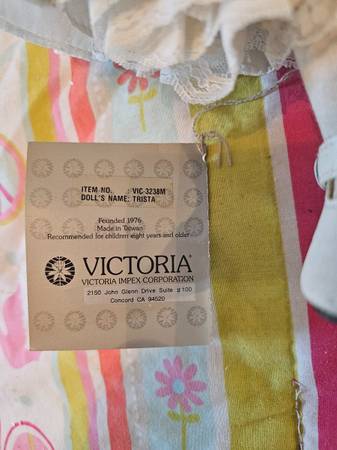 ITEM NO. : VIC-3238M
DOLL'S NAME: TRISTA
Founded 1976
Made in Taiwan
Recommended for children eight years and older
VICTORIA®
VICTORIA IMPEX CORPORATION
2150 John Glenn Drive Suite #100
Concord CA 94520